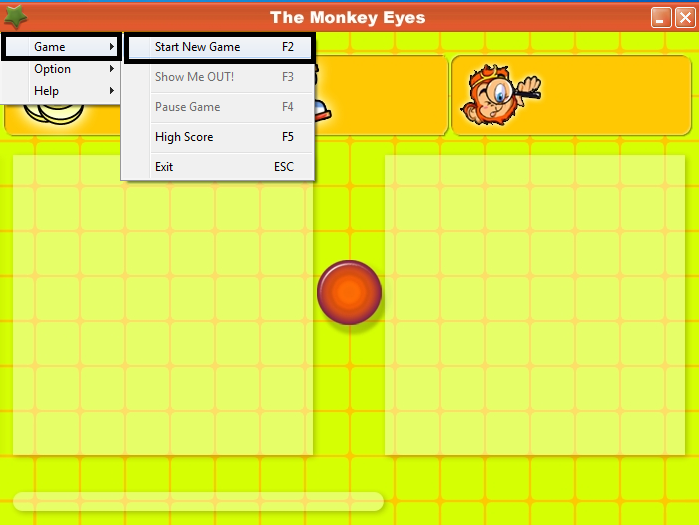 The Monkey Eyes
Game
Option
Help
Start New Game F2
Show Me OUT! F3
Pause Game F4
High Score F5
Exit ESC